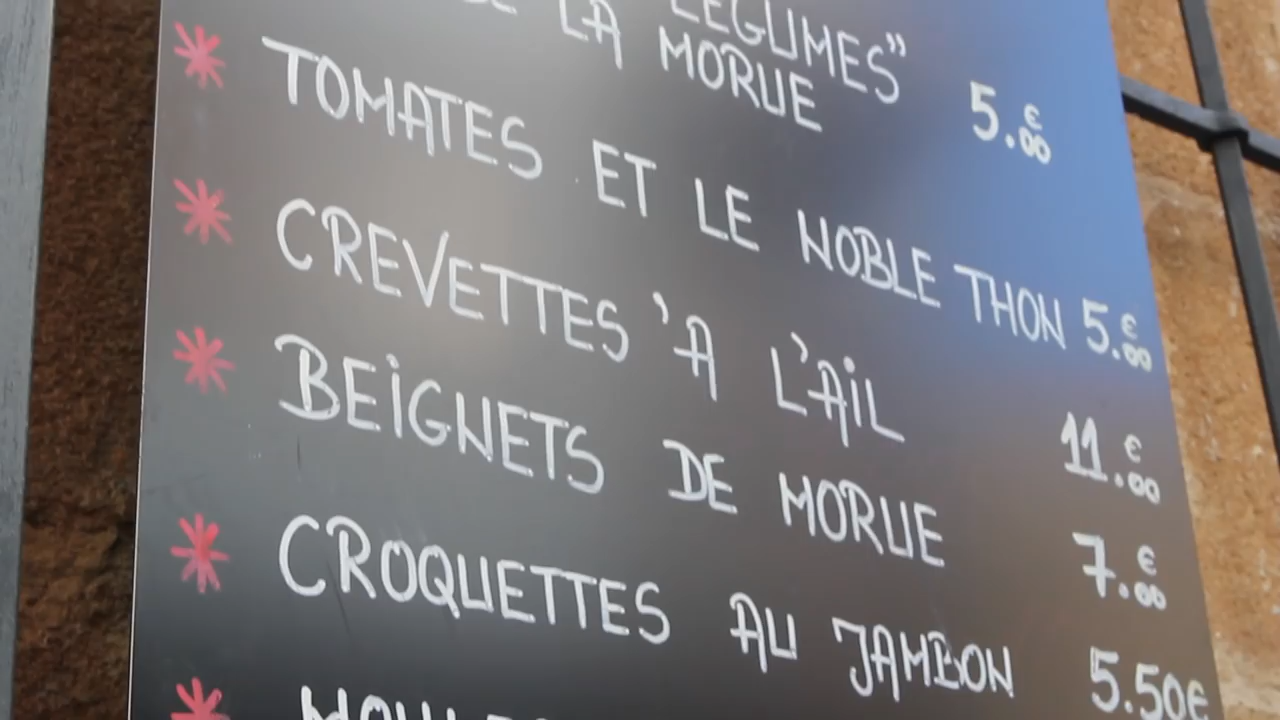 LEGUMES"
LA MORUE 5.00€
* TOMATES ET LE NOBLE THON 5.00€
* CREVETTES 'A L'AIL 11.00€
* BEIGNETS DE MORUE 7.00€
* CROQUETTES AU JAMBON 5.50€
*